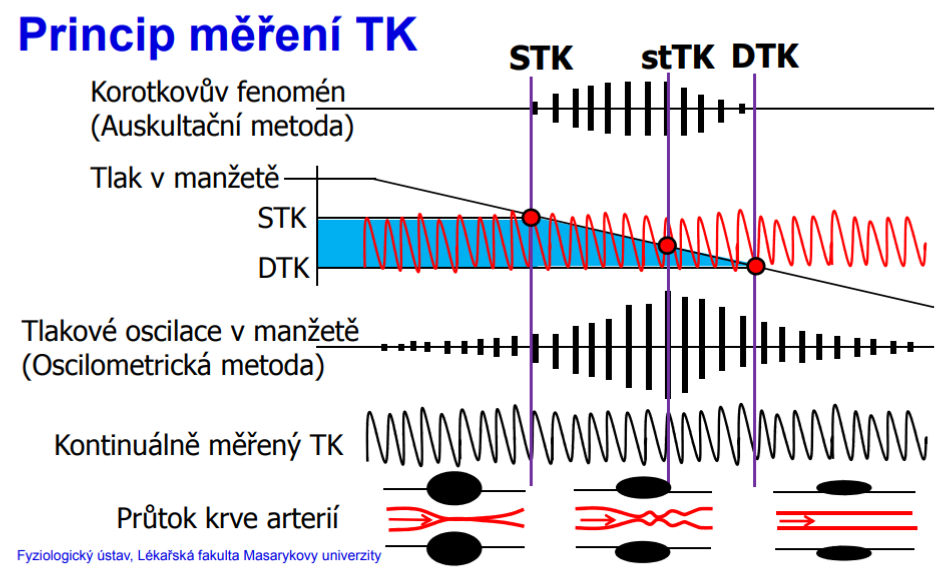 Princip měření TK
STK
stTK
DTK
Korotkovův fenomén
(Auskultační metoda)
Tlak v manžetě
STK
DTK
Tlakové oscilace v manžetě
(Oscilometrická metoda)
Kontinuálně měřený TK
Průtok krve arterií
Fyziologický ústav, Lékařská fakulta Masarykovy univerzity